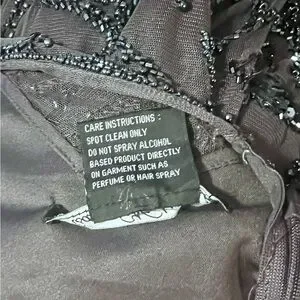 CARE INSTRUCTIONS :
SPOT CLEAN ONLY
DO NOT SPRAY ALCOHOL
BASED PRODUCT DIRECTLY
ON GARMENT SUCH AS
PERFUME OR HAIR SPRAY